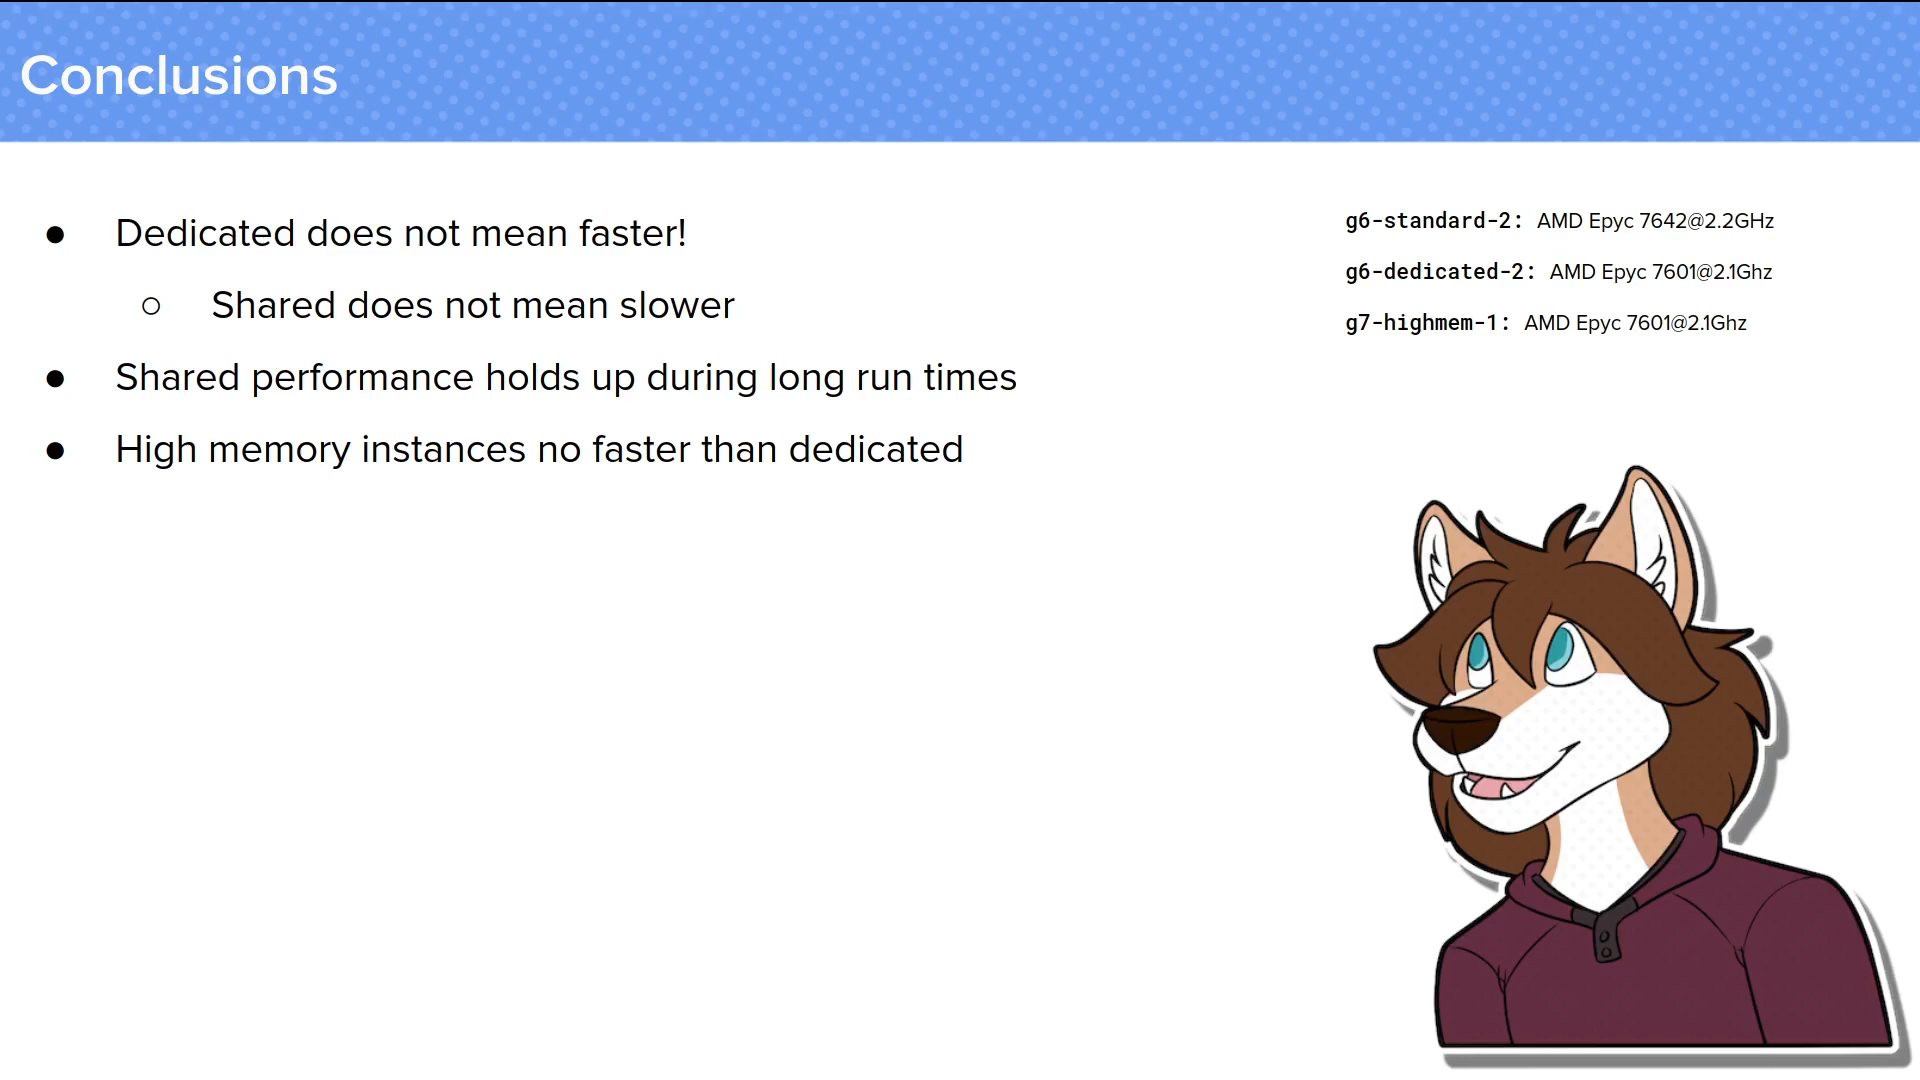 Conclusions
● Dedicated does not mean faster!
○ Shared does not mean slower
● Shared performance holds up during long run times
● High memory instances no faster than dedicated
g6-standard-2: AMD Epyc 7642@2.2GHz
g6-dedicated-2: AMD Epyc 7601@2.1Ghz
g7-highmem-1: AMD Epyc 7601@2.1Ghz